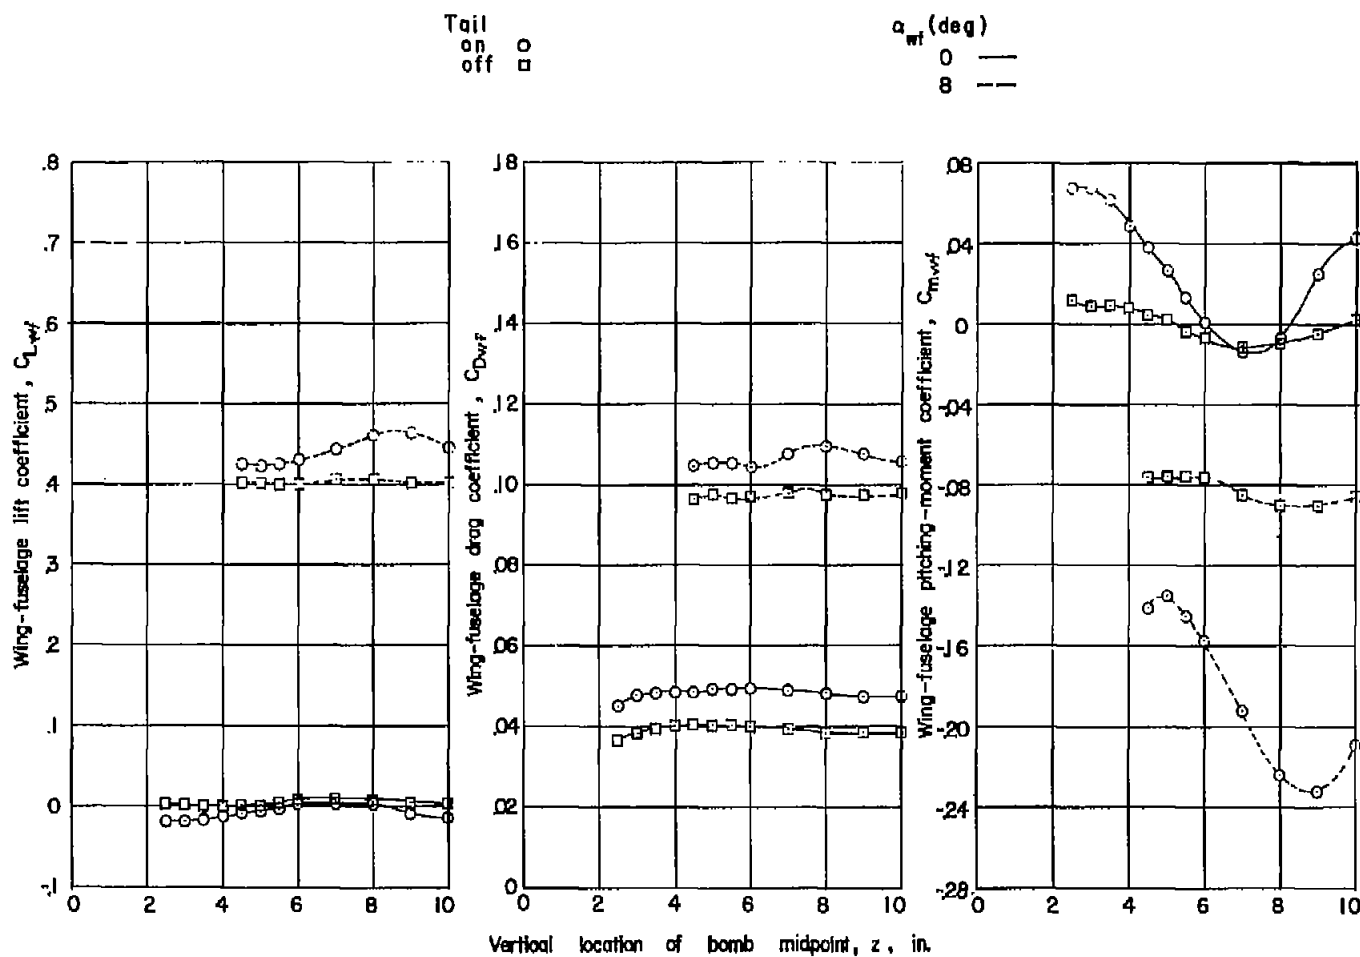 Tail
on
off
α_wf (deg)
0
8
Wing-fuselage lift coefficient, C_L_wf
.8
.7
.6
.5
.4
.3
.2
.1
0
-.1
0 2 4 6 8 10
Wing-fuselage drag coefficient, C_D_wf
.18
.16
.14
.12
.10
.08
.06
.04
.02
0
0 2 4 6 8 10
Wing-fuselage pitching-moment coefficient, C_m_wf
.08
.04
0
-.04
-.08
-.12
-.16
-.20
-.24
-.28
0 2 4 6 8 10
Vertical location of bomb midpoint, z, in.